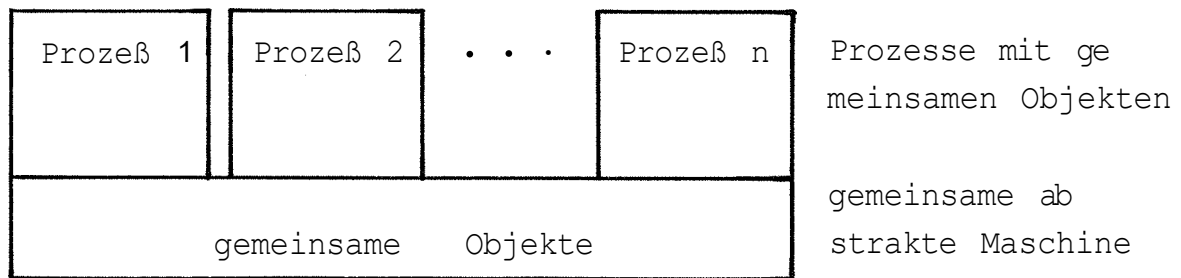 Prozeß 1 Prozeß 2 . . . Prozeß n Prozesse mit ge
meinsamen Objekten
gemeinsame ab
gemeinsame Objekte strakte Maschine